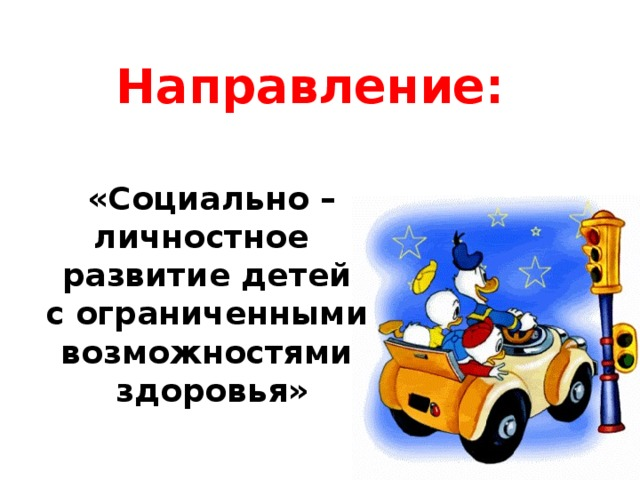 Направление:
«Социально –
личностное
развитие детей
с ограниченными
возможностями
здоровья»